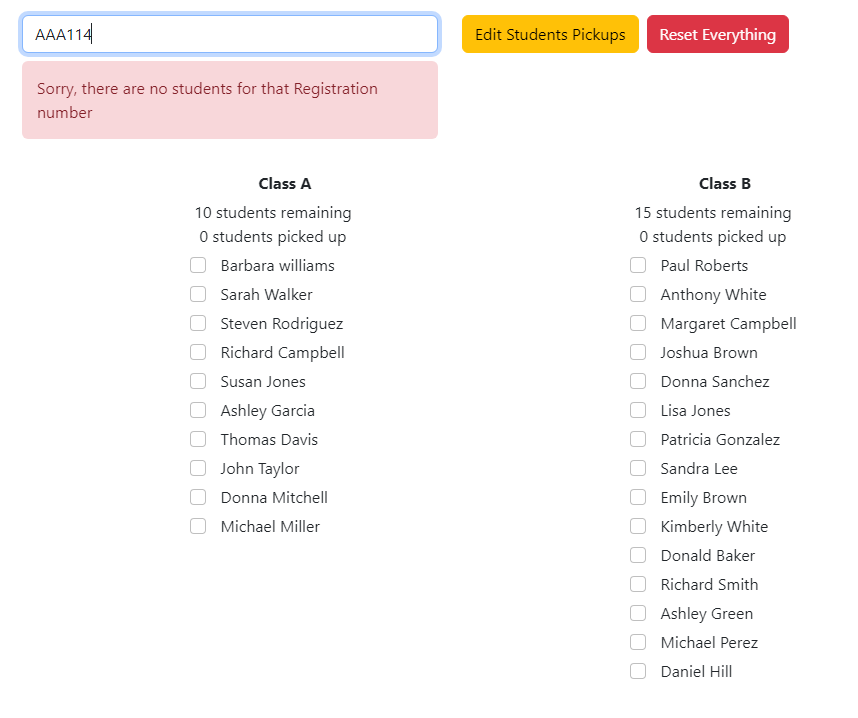 AAA114
Edit Students Pickups
Reset Everything
Sorry, there are no students for that Registration
number
Class A
10 students remaining
0 students picked up
Barbara williams
Sarah Walker
Steven Rodriguez
Richard Campbell
Susan Jones
Ashley Garcia
Thomas Davis
John Taylor
Donna Mitchell
Michael Miller
Class B
15 students remaining
0 students picked up
Paul Roberts
Anthony White
Margaret Campbell
Joshua Brown
Donna Sanchez
Lisa Jones
Patricia Gonzalez
Sandra Lee
Emily Brown
Kimberly White
Donald Baker
Richard Smith
Ashley Green
Michael Perez
Daniel Hill